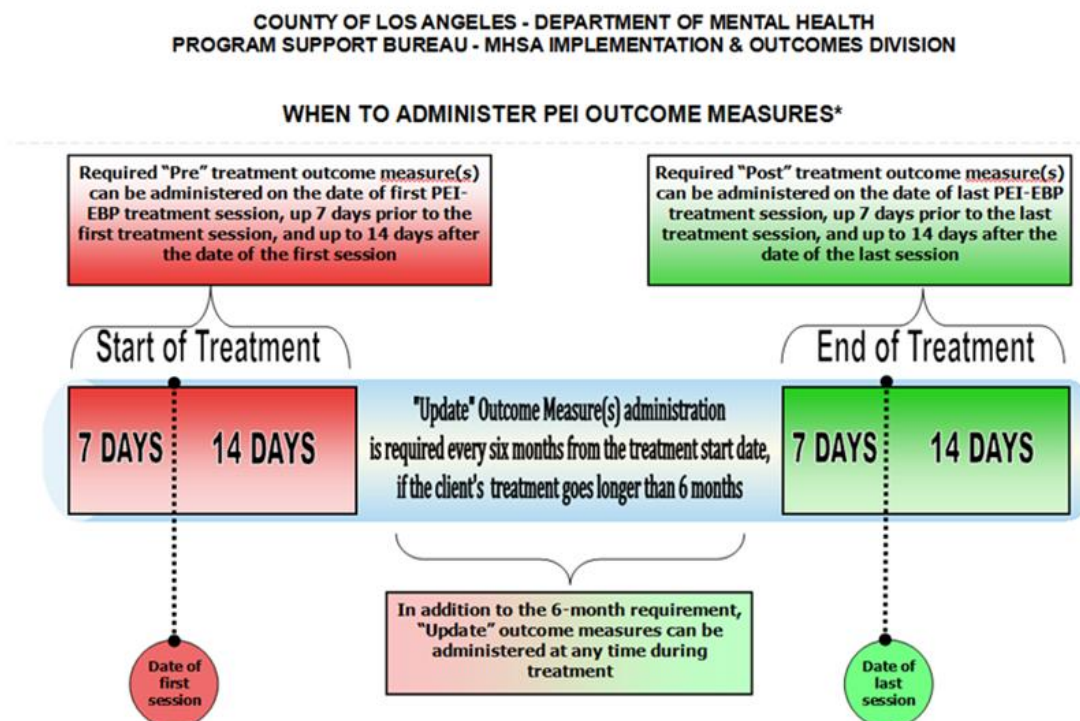 COUNTY OF LOS ANGELES - DEPARTMENT OF MENTAL HEALTH
PROGRAM SUPPORT BUREAU - MHSA IMPLEMENTATION & OUTCOMES DIVISION
WHEN TO ADMINISTER PEI OUTCOME MEASURES*
Required “Pre” treatment outcome measure(s)
can be administered on the date of first PEI-
EBP treatment session, up 7 days prior to the
first treatment session, and up to 14 days after
the date of the first session
Required “Post” treatment outcome measure(s)
can be administered on the date of last PEI-EBP
treatment session, up 7 days prior to the last
treatment session, and up to 14 days after the
date of the last session
Start of Treatment
End of Treatment
7 DAYS
14 DAYS
"Update" Outcome Measure(s) administration
is required every six months from the treatment start date,
if the client's treatment goes longer than 6 months
7 DAYS
14 DAYS
In addition to the 6-month requirement,
“Update” outcome measures can be
administered at any time during
treatment
Date of
first
session
Date of
last
session